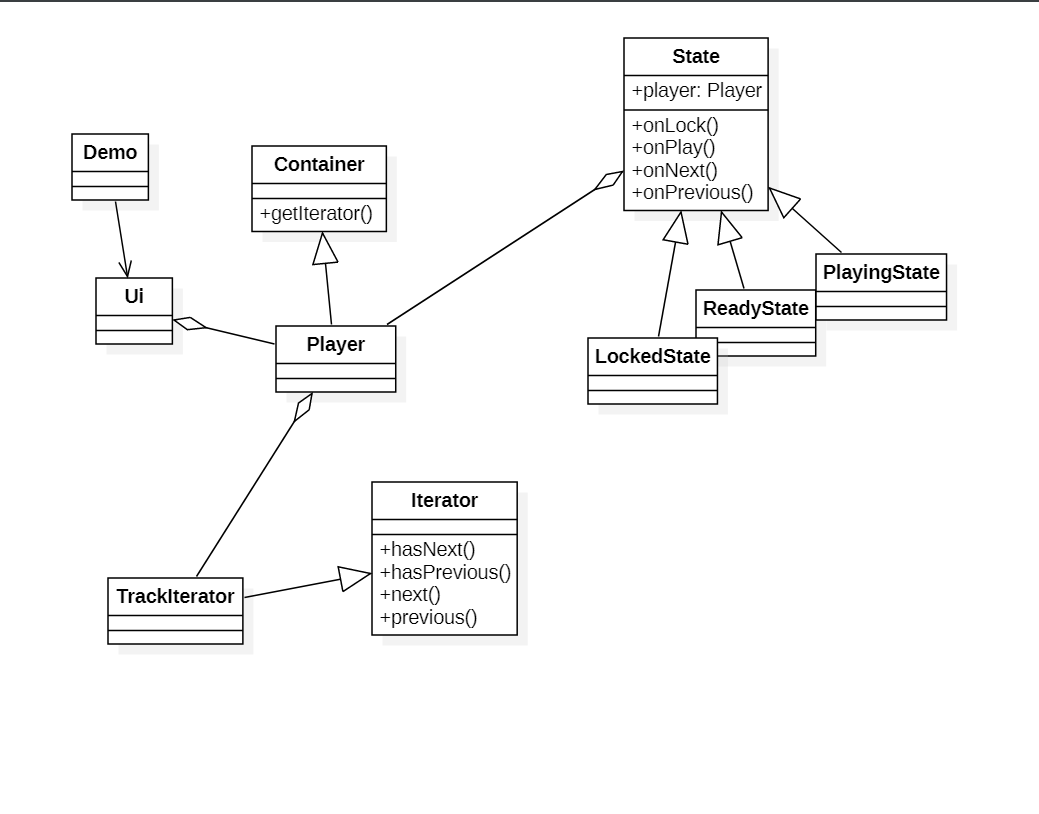 State
+player: Player
+onLock()
+onPlay()
+onNext()
+onPrevious()
Demo
Container
+getIterator()
Ui
Player
PlayingState
ReadyState
LockedState
Iterator
+hasNext()
+hasPrevious()
+next()
+previous()
TrackIterator